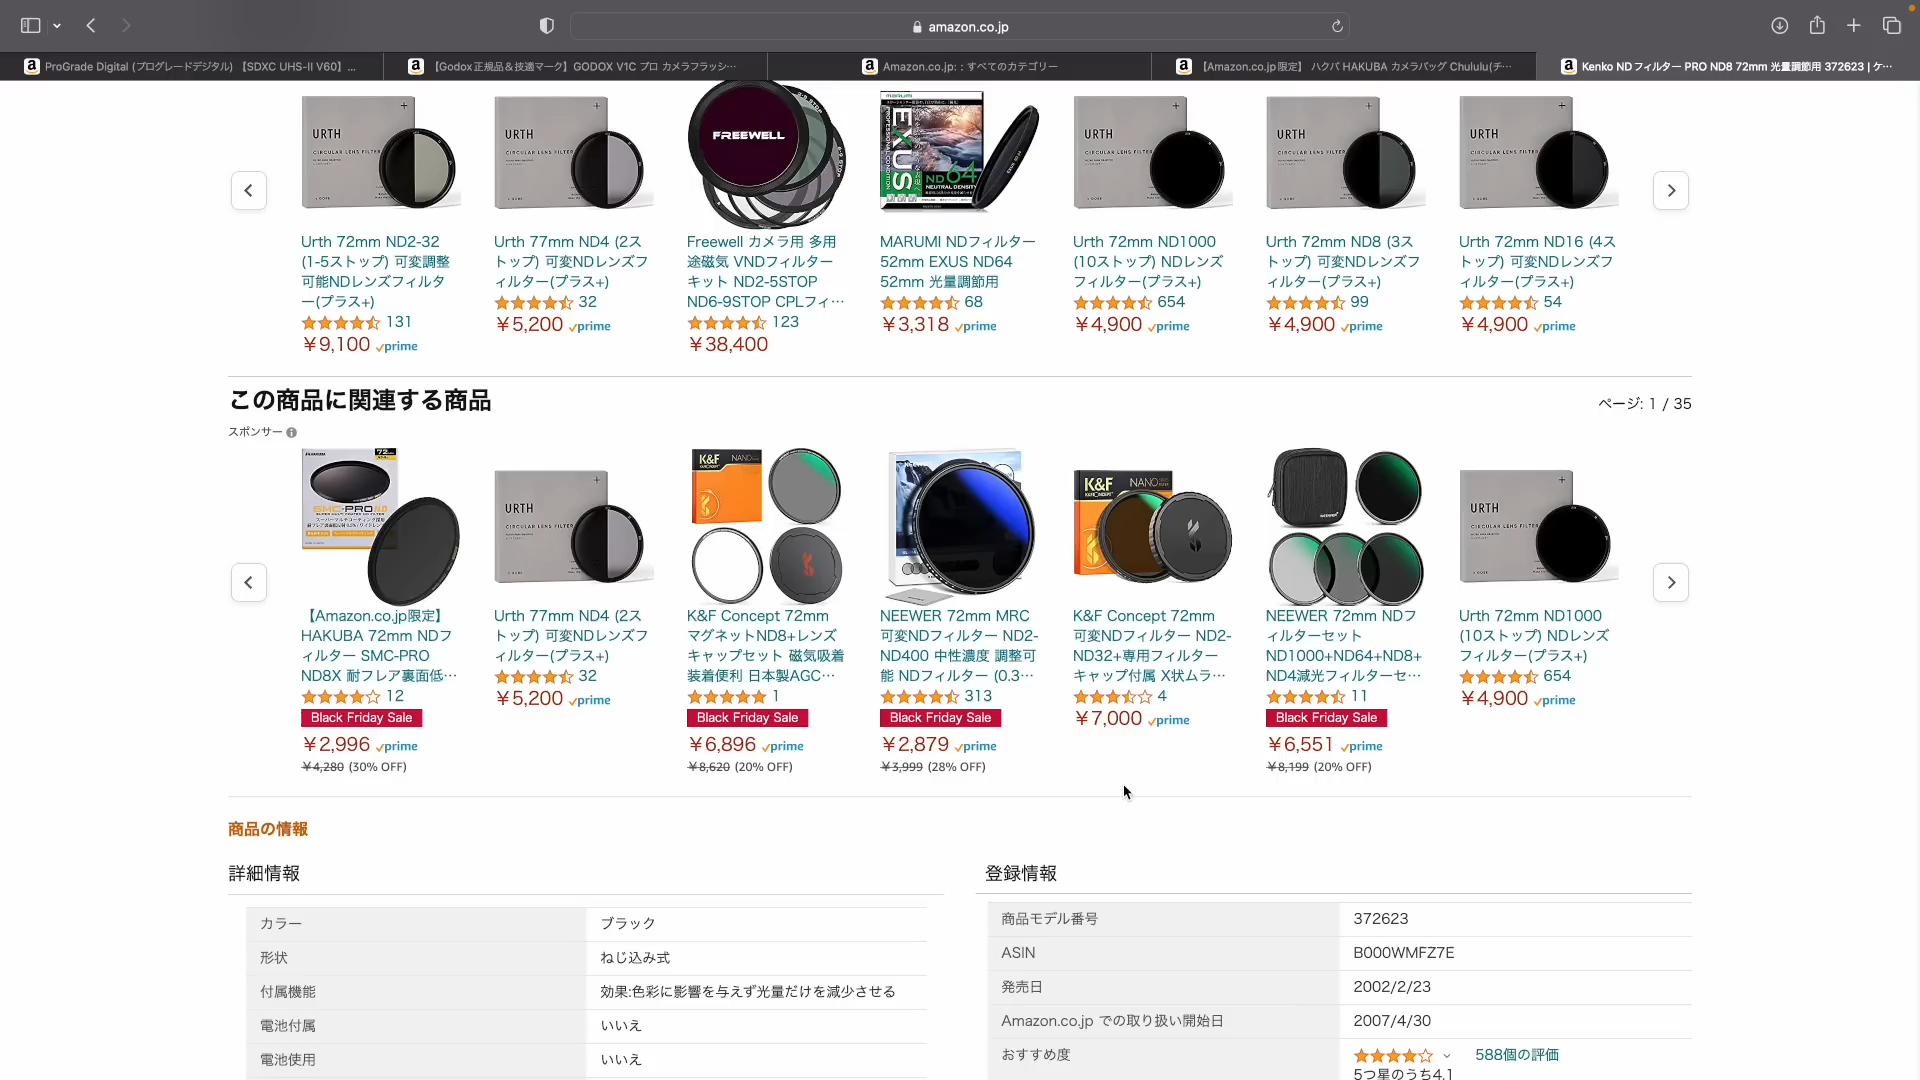 amazon.co.jp
ProGrade Digital (プログレードデジタル) 【SDXC UHS-II V60】...
【Godox正規品＆技適マーク】GODOX V1C プロ カメラフラッシ...
Amazon.co.jp: : すべてのカテゴリー
【Amazon.co.jp限定】 ハクバ HAKUBA カメラバッグ Chululu(チ...
Kenko NDフィルター PRO ND8 72mm 光量調節用 372623 | ケ...
URTH
CIRCULAR LENS FILTER
URTH
CIRCULAR LENS FILTER
FREEWELL
marumi
EXUS
ND 64
NEUTRAL DENSITY
URTH
CIRCULAR LENS FILTER
URTH
CIRCULAR LENS FILTER
URTH
CIRCULAR LENS FILTER
Urth 72mm ND2-32
(1-5ストップ) 可変調整
可能NDレンズフィルタ
ー(プラス+)
131
¥9,100 prime
Urth 77mm ND4 (2ス
トップ) 可変NDレンズフ
ィルター(プラス+)
32
¥5,200 prime
Freewell カメラ用 多用
途磁気 VNDフィルター
キット ND2-5STOP
ND6-9STOP CPLフィ…
123
¥38,400
MARUMI NDフィルター
52mm EXUS ND64
52mm 光量調節用
68
¥3,318 prime
Urth 72mm ND1000
(10ストップ) NDレンズ
フィルター(プラス+)
654
¥4,900 prime
Urth 72mm ND8 (3ス
トップ) 可変NDレンズフ
ィルター(プラス+)
99
¥4,900 prime
Urth 72mm ND16 (4ス
トップ) 可変NDレンズフ
ィルター(プラス+)
54
¥4,900 prime
この商品に関連する商品
ページ: 1 / 35
スポンサー
SMC-PRO
URTH
CIRCULAR LENS FILTER
K&F NANO
K&F NANO
CONCEPT
NEEWER
URTH
CIRCULAR LENS FILTER
【Amazon.co.jp限定】
HAKUBA 72mm NDフ
ィルター SMC-PRO
ND8X 耐フレア裏面低…
12
Black Friday Sale
¥2,996 prime
¥4,280 (30% OFF)
Urth 77mm ND4 (2ス
トップ) 可変NDレンズフ
ィルター(プラス+)
32
¥5,200 prime
K&F Concept 72mm
マグネットND8+レンズ
キャップセット 磁気吸着
装着便利 日本製AGC…
1
Black Friday Sale
¥6,896 prime
¥8,620 (20% OFF)
NEEWER 72mm MRC
可変NDフィルター ND2-
ND400 中性濃度 調整可
能 NDフィルター (0.3…
313
Black Friday Sale
¥2,879 prime
¥3,999 (28% OFF)
K&F Concept 72mm
可変NDフィルター ND2-
ND32+専用フィルター
キャップ付属 X状ムラ…
4
¥7,000 prime
NEEWER 72mm NDフ
ィルターセット
ND1000+ND64+ND8+
ND4減光フィルターセ…
11
Black Friday Sale
¥6,551 prime
¥8,199 (20% OFF)
Urth 72mm ND1000
(10ストップ) NDレンズ
フィルター(プラス+)
654
¥4,900 prime
商品の情報
詳細情報
カラー ブラック
形状 ねじ込み式
付属機能 効果:色彩に影響を与えず光量だけを減少させる
電池付属 いいえ
電池使用 いいえ
登録情報
商品モデル番号 372623
ASIN B000WMFZ7E
発売日 2002/2/23
Amazon.co.jp での取り扱い開始日 2007/4/30
おすすめ度 588個の評価
5つ星のうち4.1